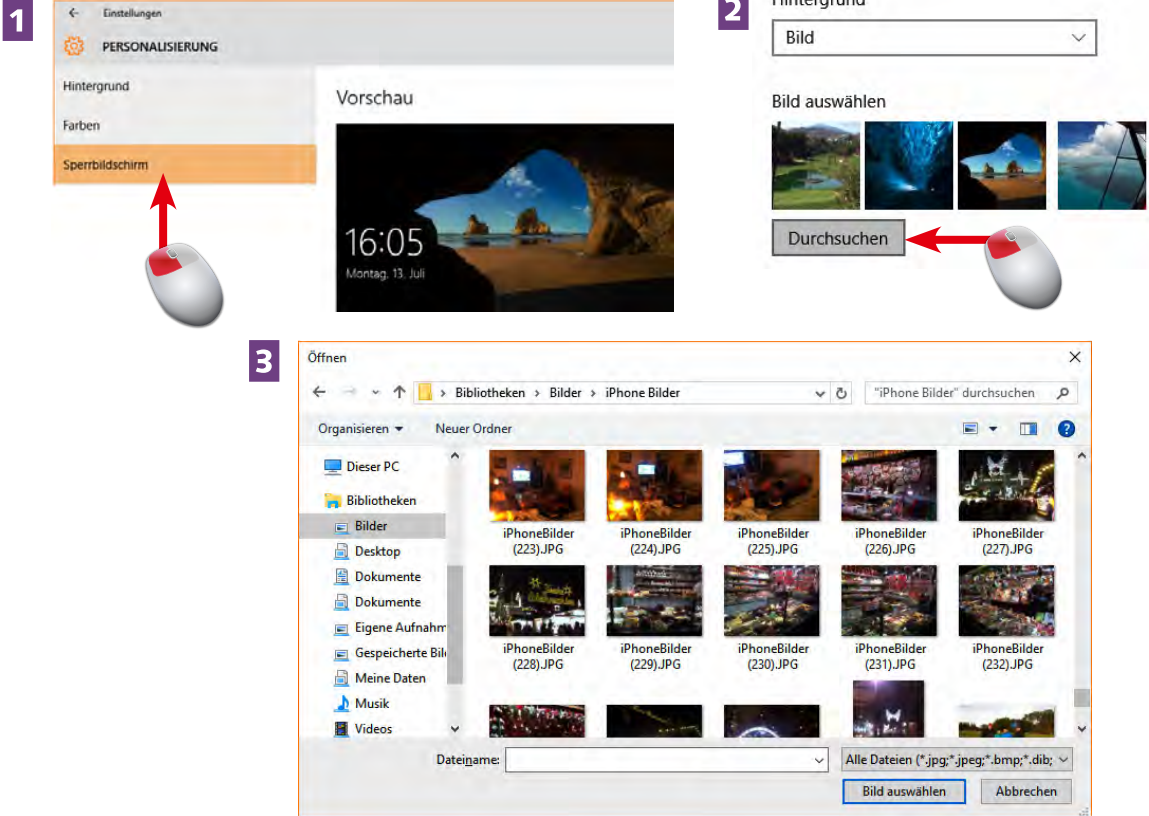 1
Einstellungen
PERSONALISIERUNG
Hintergrund
Farben
Sperrbildschirm
Vorschau
16:05
Montag, 13. Juli
2
Hintergrund
Bild
Bild auswählen
Durchsuchen
3
Öffnen
Bibliotheken > Bilder > iPhone Bilder
"iPhone Bilder" durchsuchen
Organisieren
Neuer Ordner
Dieser PC
Bibliotheken
Bilder
Desktop
Dokumente
Dokumente
Eigene Aufnahm
Gespeicherte Bil
Meine Daten
Musik
Videos
iPhoneBilder
(223).JPG
iPhoneBilder
(224).JPG
iPhoneBilder
(225).JPG
iPhoneBilder
(226).JPG
iPhoneBilder
(227).JPG
iPhoneBilder
(228).JPG
iPhoneBilder
(229).JPG
iPhoneBilder
(230).JPG
iPhoneBilder
(231).JPG
iPhoneBilder
(232).JPG
Dateiname:
Alle Dateien (*.jpg;*.jpeg;*.bmp;*.dib;
Bild auswählen
Abbrechen